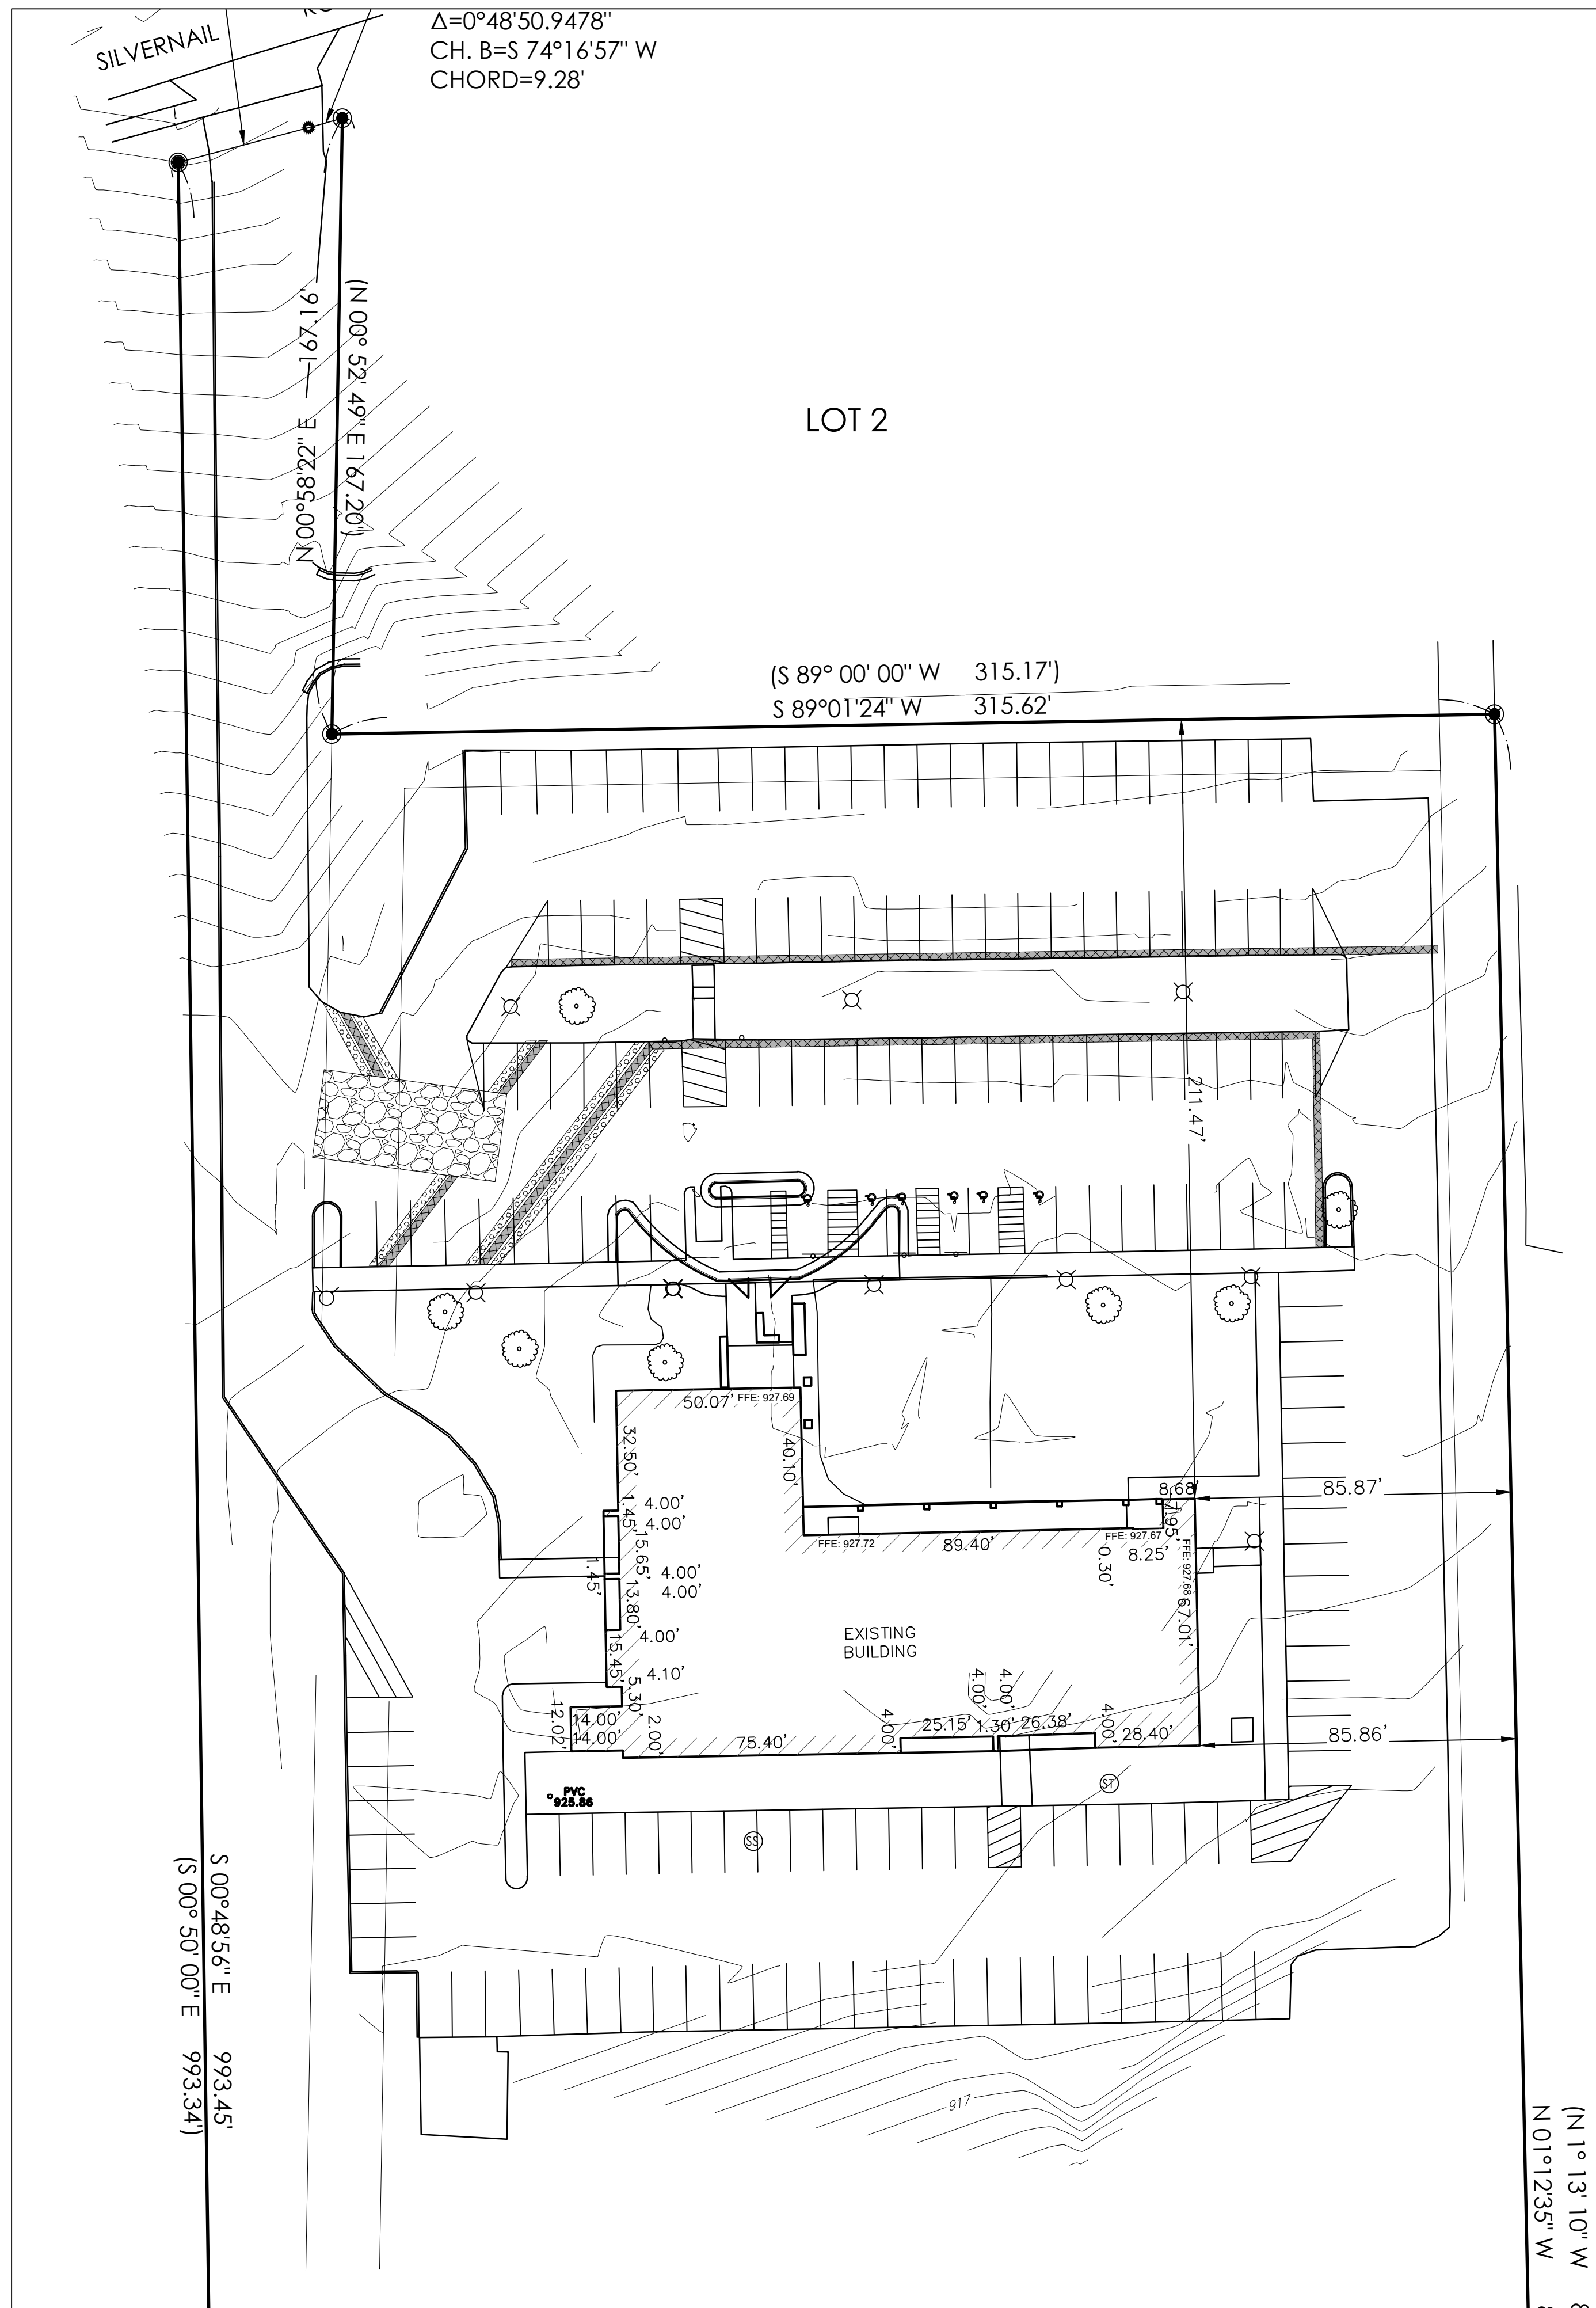 SILVERNAIL
Δ=0°48'50.9478"
CH. B=S 74°16'57" W
CHORD=9.28'
N 00°58'22" E 167.16'
(N 00° 52' 49" E 167.20')
LOT 2
(S 89° 00' 00" W 315.17')
S 89°01'24" W 315.62'
211.47'
50.07'
FFE: 927.69
32.50'
40.10'
1.45'
4.00'
4.00'
15.65'
8.68'
7.95'
85.87'
FFE: 927.72
89.40'
FFE: 927.67
0.30'
8.25'
FFE: 927.68
67.01'
1.45'
4.00'
4.00'
13.80'
4.00'
15.45'
4.10'
5.30'
EXISTING
BUILDING
12.02'
14.00'
14.00'
2.00'
75.40'
4.00'
25.15'
4.00'
4.00'
1.30'
26.38'
4.00'
28.40'
85.86'
PVC
925.86
ST
SS
S 00°48'56" E 993.45'
(S 00° 50' 00" E 993.34')
917
(N 1° 13' 10" W
N 01°12'35" W